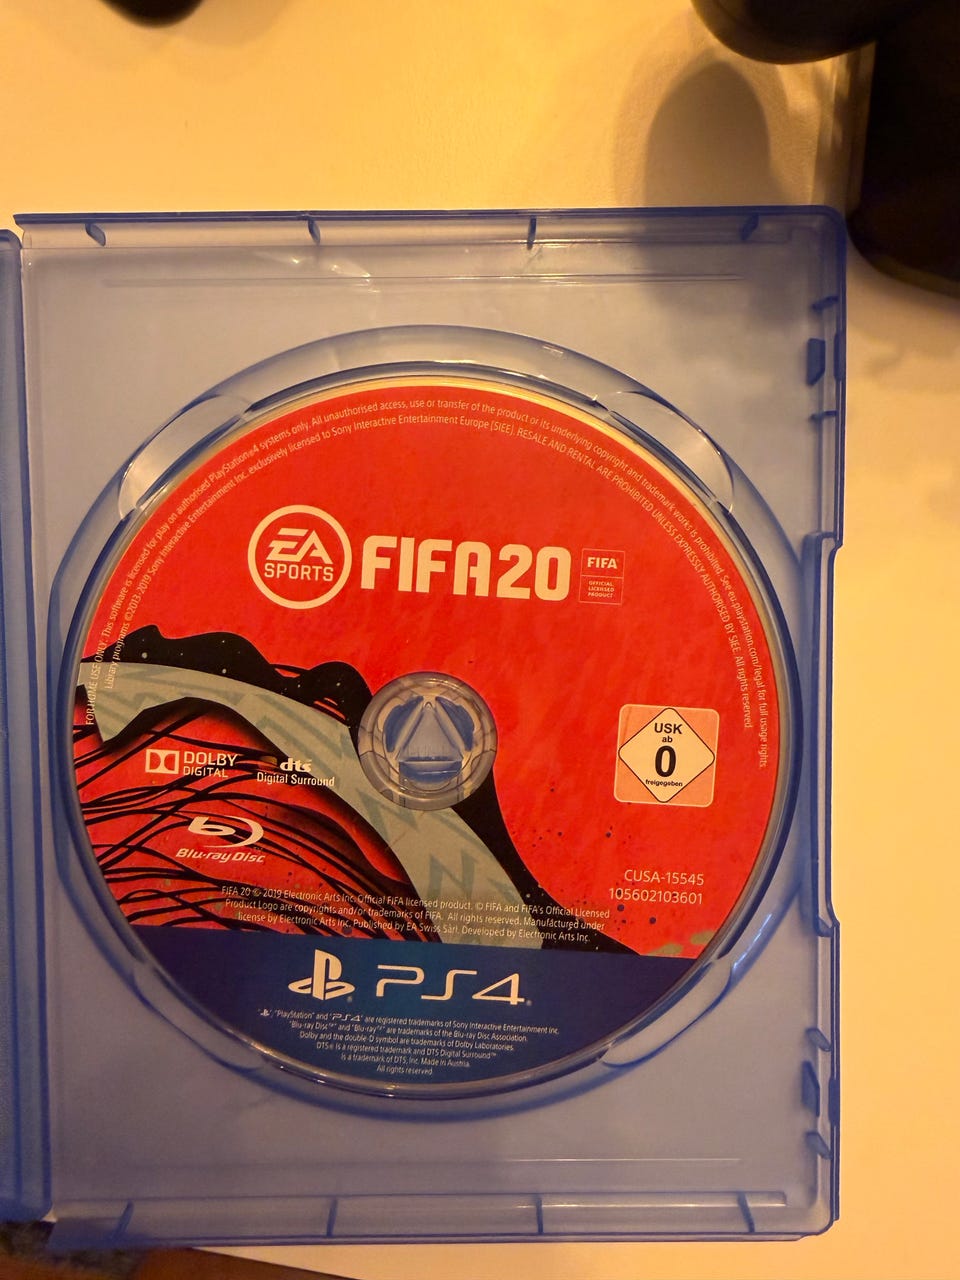 FOR HOME USE ONLY. This software is licensed for play on authorised PlayStation®4 systems only. All unauthorised access, use or transfer of the product or its underlying copyright and trademark works is prohibited. See eu.playstation.com/legal for full usage rights.
Library programs ©2013-2019 Sony Interactive Entertainment Inc. exclusively licensed to Sony Interactive Entertainment Europe (SIEE). RESALE AND RENTAL ARE PROHIBITED UNLESS EXPRESSLY AUTHORISED BY SIEE. All rights reserved.
EA
SPORTS
FIFA20
FIFA
OFFICIAL
LICENSED
PRODUCT
USK
ab
0
freigegeben
DOLBY
DIGITAL
dts
Digital Surround
Blu-ray Disc
CUSA-15545
105602103601
FIFA 20 © 2019 Electronic Arts Inc. Official FIFA licensed product. © FIFA and FIFA's Official Licensed
Product Logo are copyrights and/or trademarks of FIFA. All rights reserved. Manufactured under
license by Electronic Arts Inc. Published by EA Swiss Sàrl. Developed by Electronic Arts Inc.
PS4
"PlayStation" and "PS4" are registered trademarks of Sony Interactive Entertainment Inc.
"Blu-ray Disc™" and "Blu-ray™" are trademarks of the Blu-ray Disc Association.
Dolby and the double-D symbol are trademarks of Dolby Laboratories.
DTS® is a registered trademark and DTS Digital Surround™
is a trademark of DTS, Inc. Made in Austria.
All rights reserved.